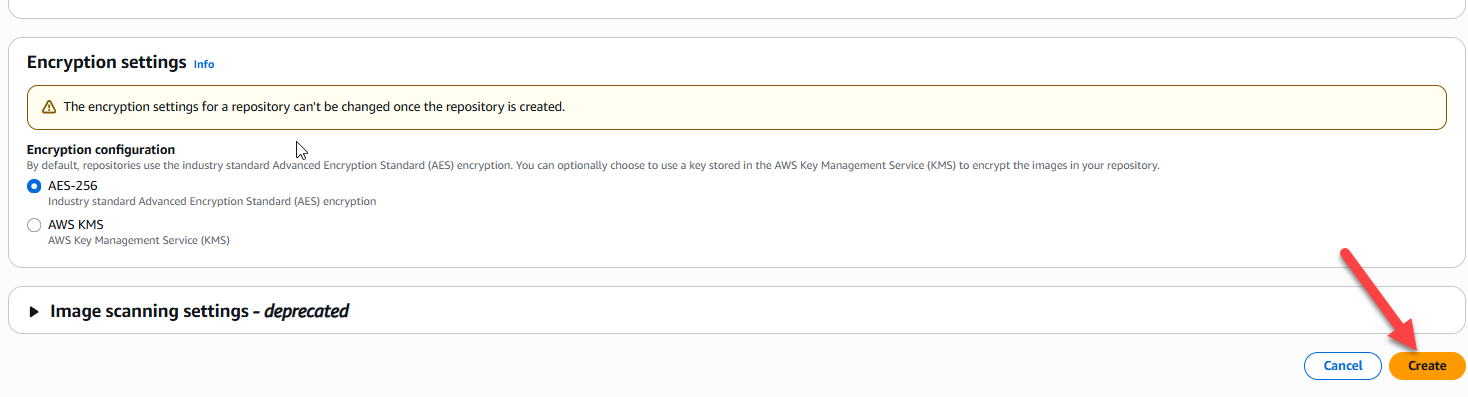 Encryption settings Info
The encryption settings for a repository can't be changed once the repository is created.
Encryption configuration
By default, repositories use the industry standard Advanced Encryption Standard (AES) encryption. You can optionally choose to use a key stored in the AWS Key Management Service (KMS) to encrypt the images in your repository.
AES-256
Industry standard Advanced Encryption Standard (AES) encryption
AWS KMS
AWS Key Management Service (KMS)
Image scanning settings - deprecated
Cancel Create